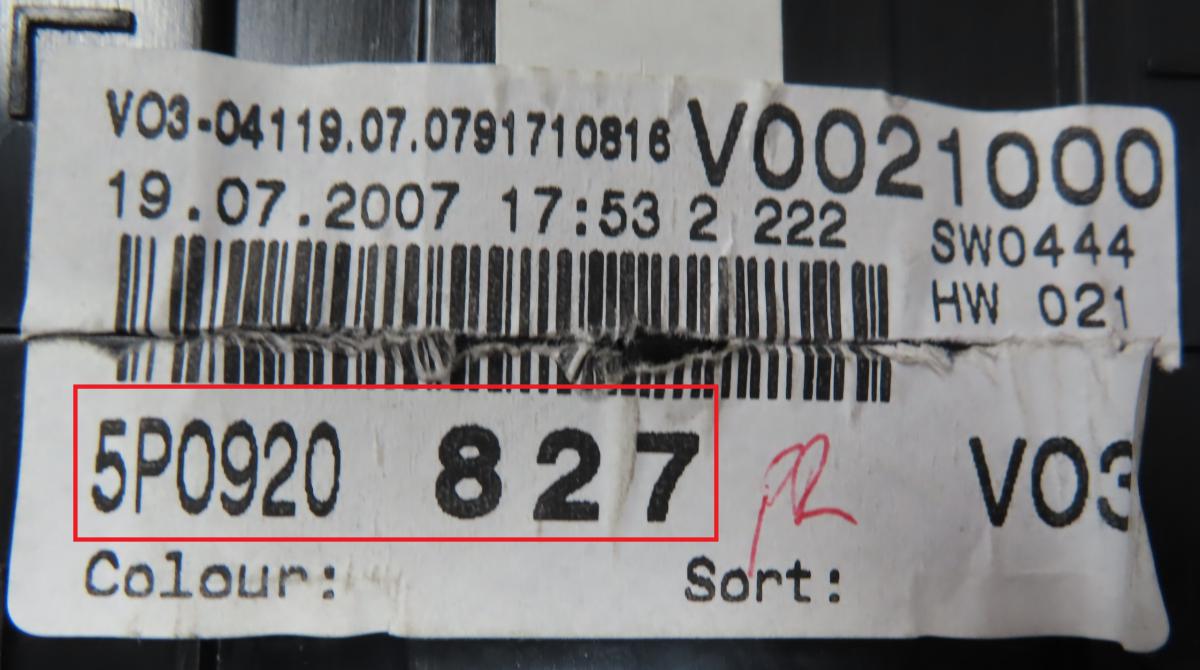 VO3-04119.07.0791710816 V0021000
19.07.2007 17:53 2 222
SW0444
HW 021
5P0920 827 VO3
Colour: Sort: